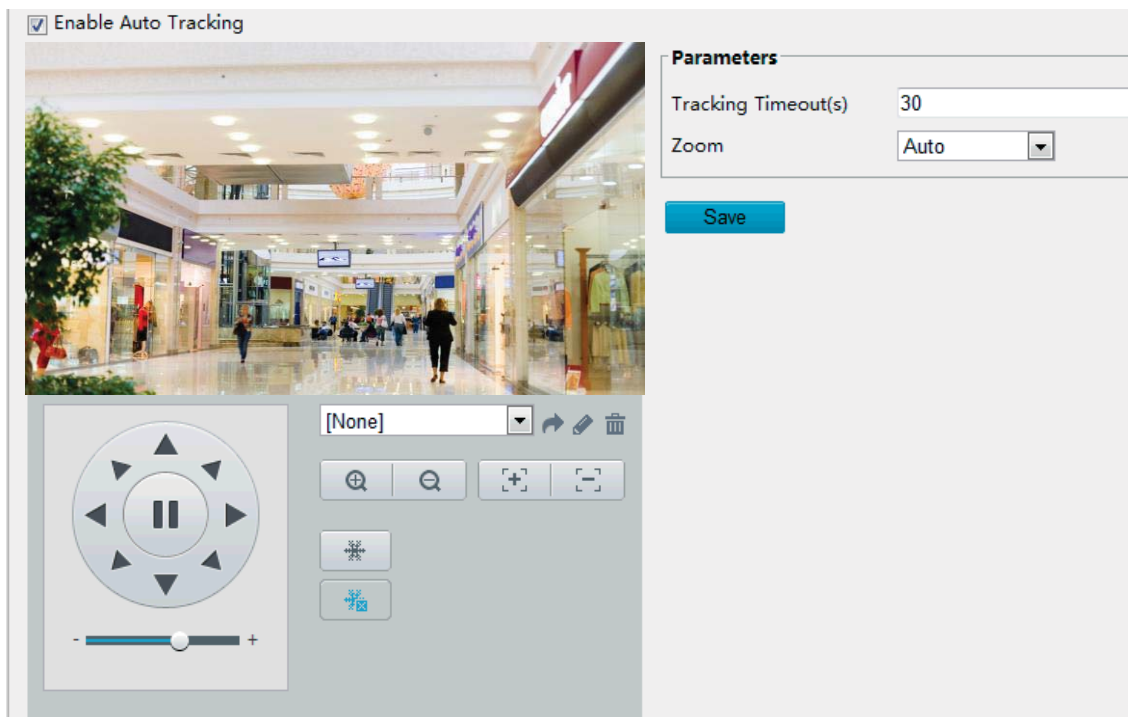 Enable Auto Tracking
Parameters
Tracking Timeout(s)
30
Zoom
Auto
Save
[None]
- +